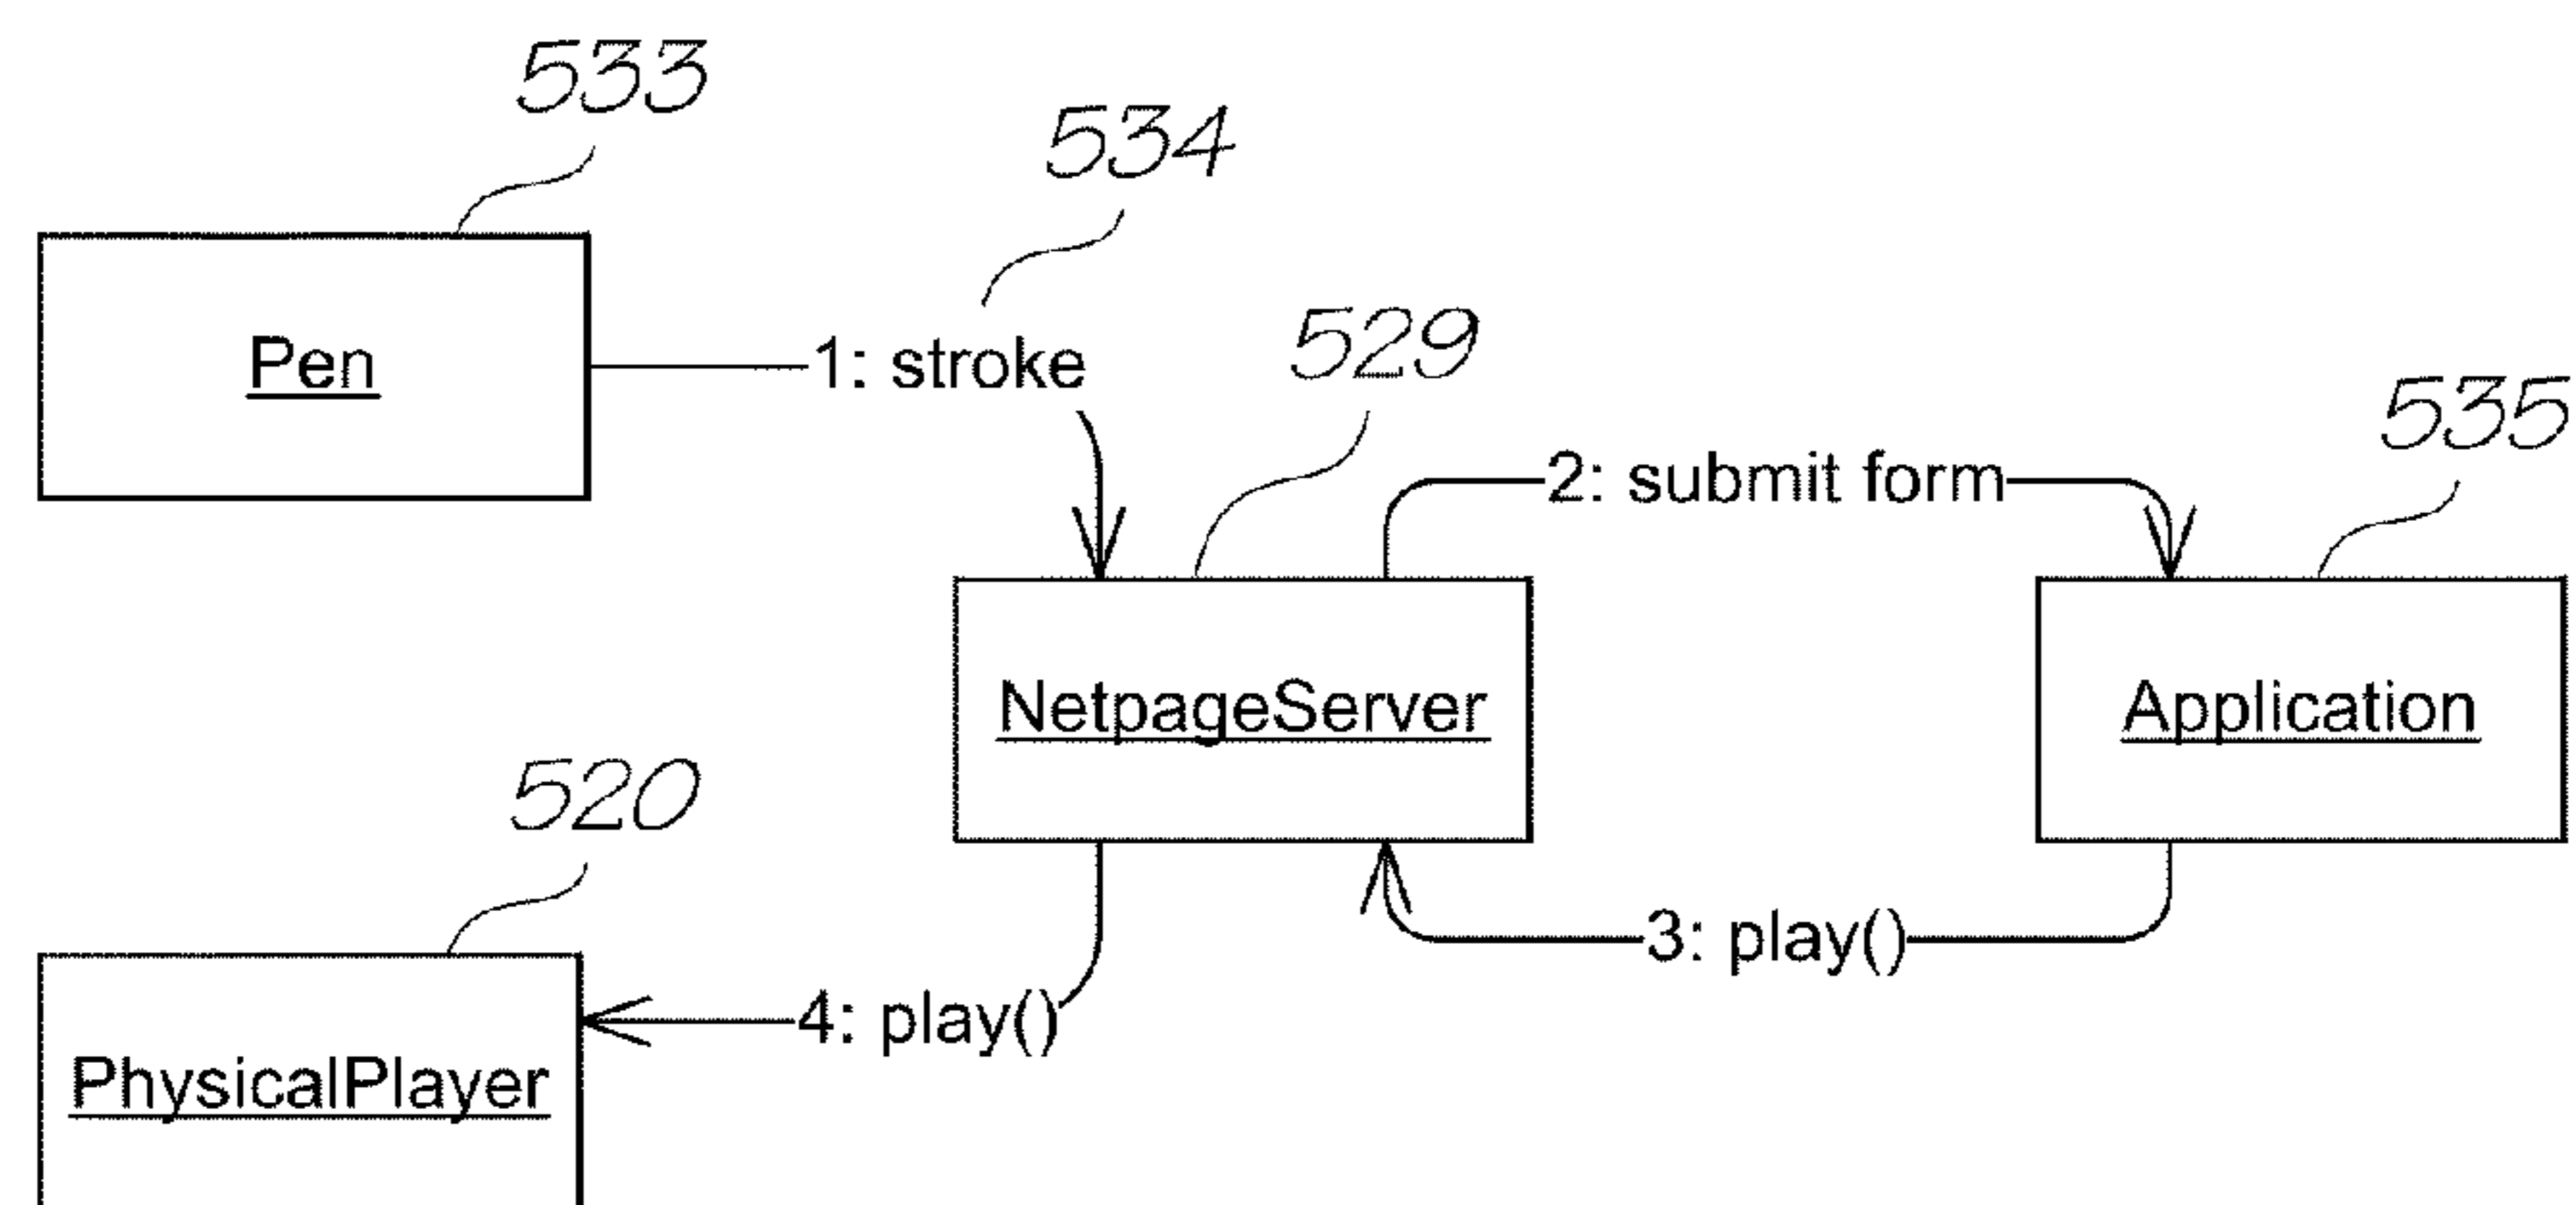 533
534
Pen
1: stroke
529
535
2: submit form
NetpageServer
Application
520
3: play()
4: play()
PhysicalPlayer